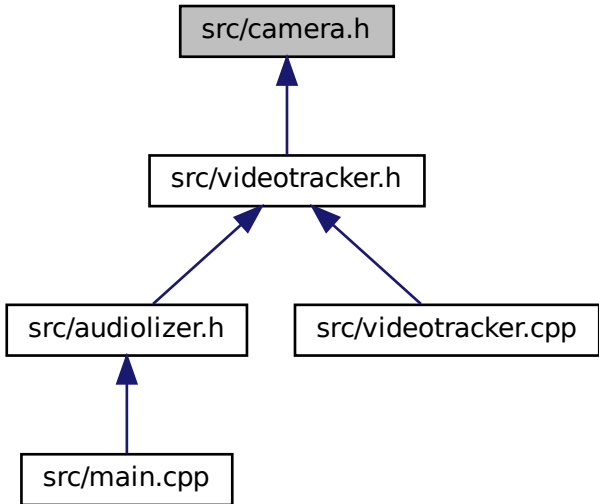 src/camera.h
src/videotracker.h
src/audiolizer.h
src/videotracker.cpp
src/main.cpp